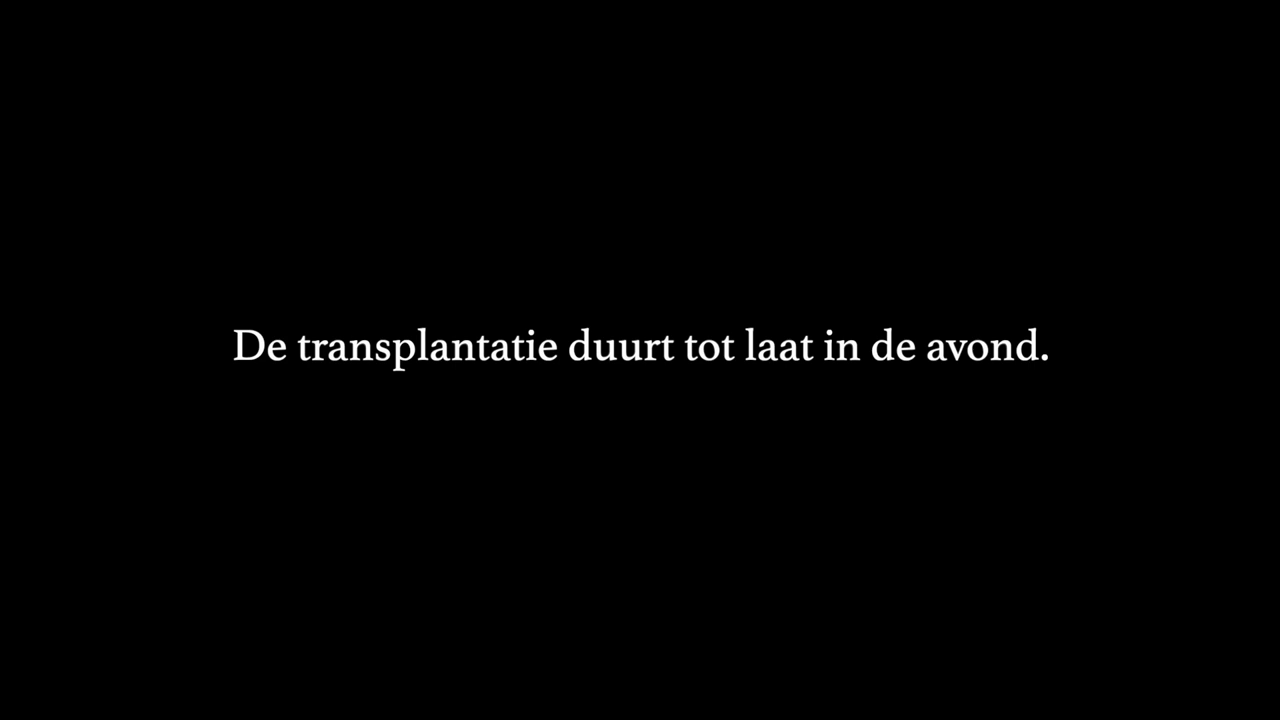 De transplantatie duurt tot laat in de avond.